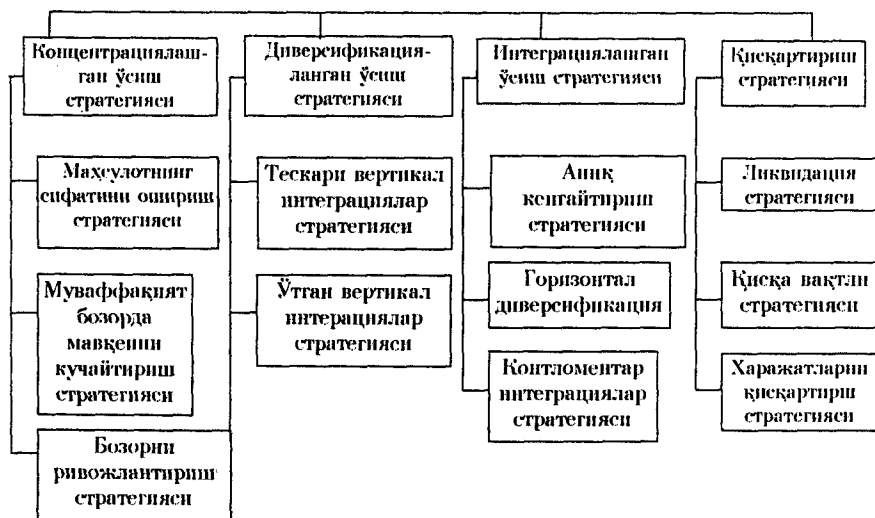 Концентрациялаш-
ган ўсиш
стратегияси
Маҳсулотнинг
сифатини ошириш
стратегияси
Муваффақият
бозорда
мавқеини
кучайтириш
стратегияси
Бозорни
ривожлантириш
стратегияси
Диверсификация-
ланган ўсиш
стратегияси
Тескари вертикал
интеграциялар
стратегияси
Ўтган вертикал
интерациялар
стратегияси
Интеграциялашган
ўсиш стратегияси
Аниқ
кенгайтириш
стратегияси
Горизонтал
диверсификация
Контломентар
интеграциялар
стратегияси
Қисқартириш
стратегияси
Ликвидация
стратегияси
Қисқа вақтли
стратегияси
Харажатларни
қисқартирш
стратегияси